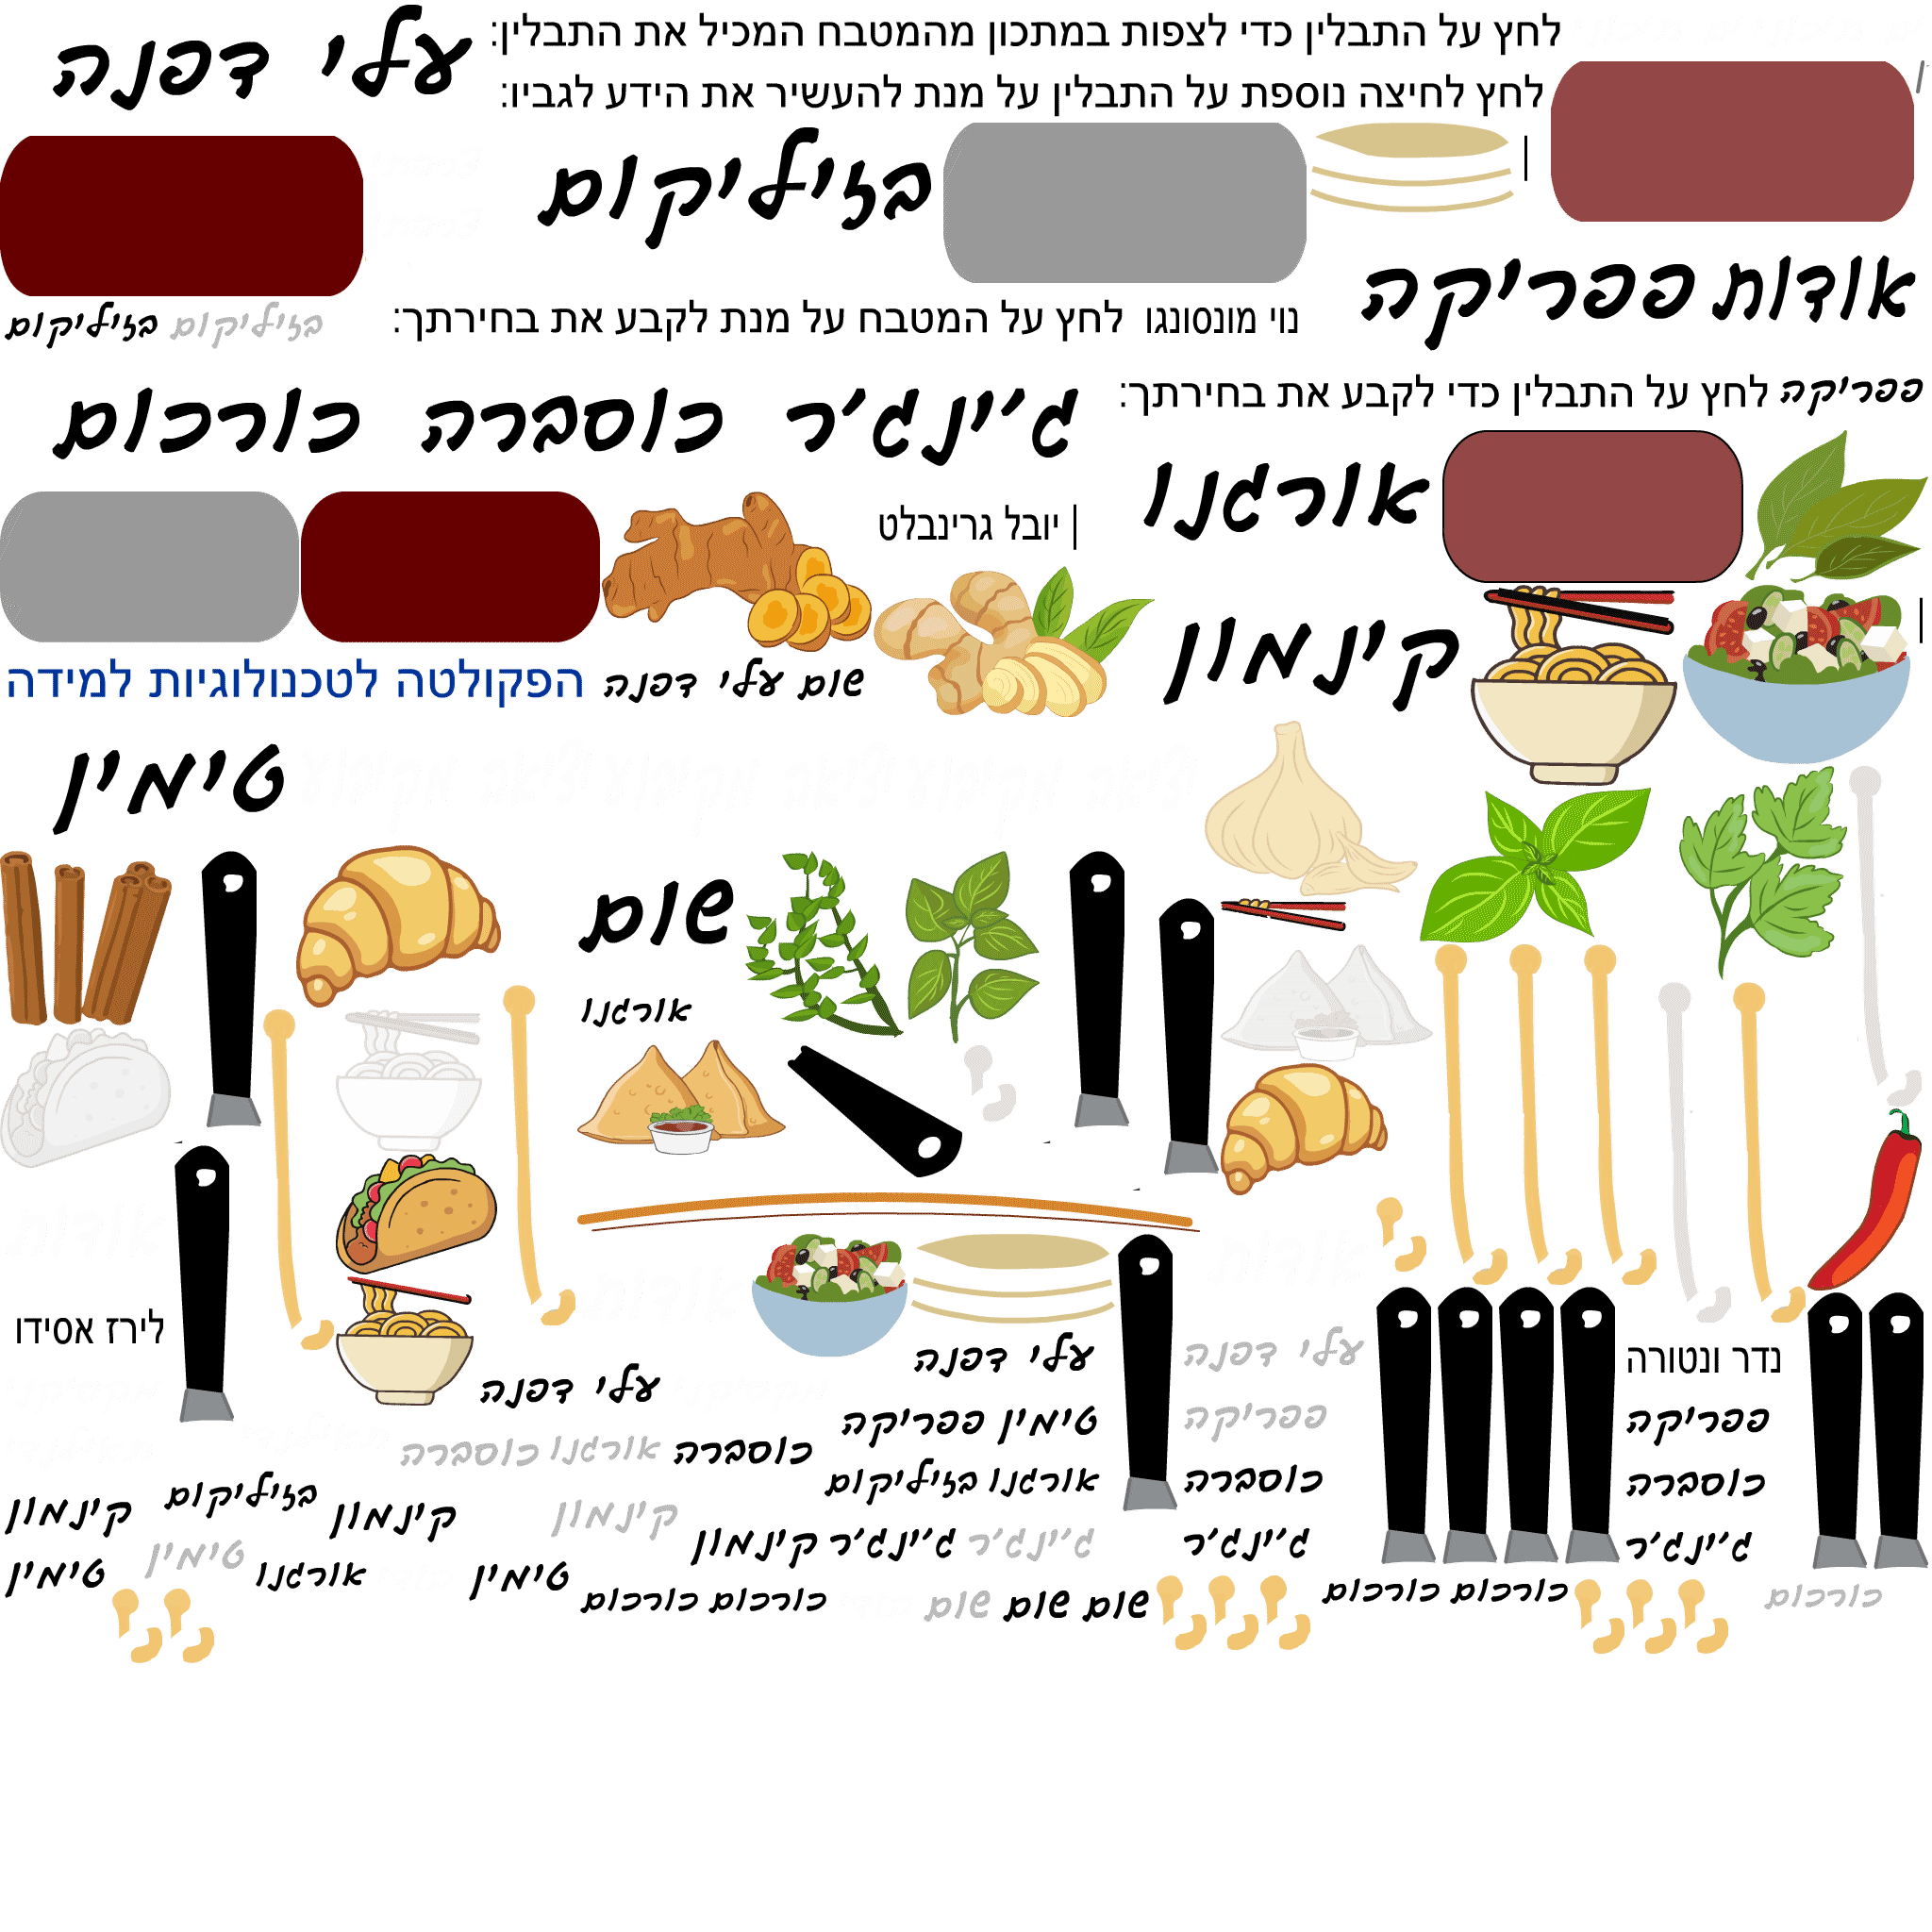 לחץ על התבלין כדי לצפות במתכון מהמטבח המכיל את התבלין:
עלי דפנה
לחץ לחיצה נוספת על התבלין על מנת להעשיר את הידע לגביו:
|
בזיליקום
אודות פפריקה
נוי מונסונגו
לחץ על המטבח על מנת לקבע את בחירתך:
בזיליקום
בזיליקום
פפריקה
לחץ על התבלין כדי לקבע את בחירתך:
ג'ינג'ר
כוסברה
כורכום
אורגנו
| יובל גרינבלט
|
קינמון
שום
עלי דפנה
הפקולטה לטכנולוגיות למידה
טימין
שום
אורגנו
לירז אסידו
עלי דפנה
עלי דפנה
נדר ונטורה
עלי דפנה
פפריקה
פפריקה
טימין
פפריקה
כוסברה
אורגנו
כוסברה
כוסברה
כוסברה
אורגנו
בזיליקום
בזיליקום
קינמון
קינמון
קינמון
ג'ינג'ר
ג'ינג'ר
ג'ינג'ר
ג'ינג'ר
קינמון
טימין
אורגנו
טימין
טימין
כורכום
כורכום
כורכום
שום
שום
שום
כורכום
כורכום